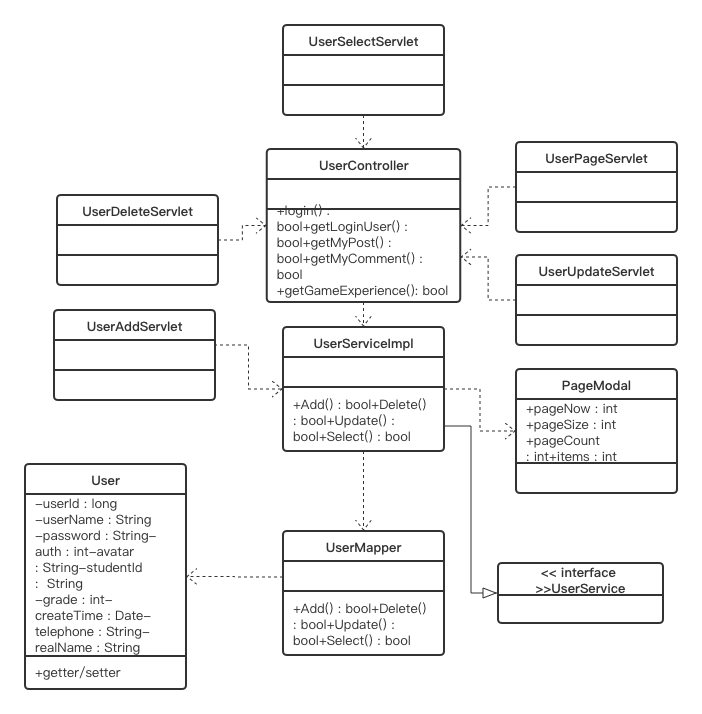 UserSelectServlet
UserController
+login() :
bool+getLoginUser() :
bool+getMyPost() :
bool+getMyComment() :
bool
+getGameExperience(): bool
UserPageServlet
UserDeleteServlet
UserUpdateServlet
UserAddServlet
UserServiceImpl
+Add() : bool+Delete()
: bool+Update() :
bool+Select() : bool
PageModal
+pageNow : int
+pageSize : int
+pageCount
: int+items : int
User
-userId : long
-userName : String
-password : String-
auth : int-avatar
: String-studentId
: String
-grade : int-
createTime : Date-
telephone : String-
realName : String
+getter/setter
UserMapper
+Add() : bool+Delete()
: bool+Update() :
bool+Select() : bool
<< interface
>>UserService